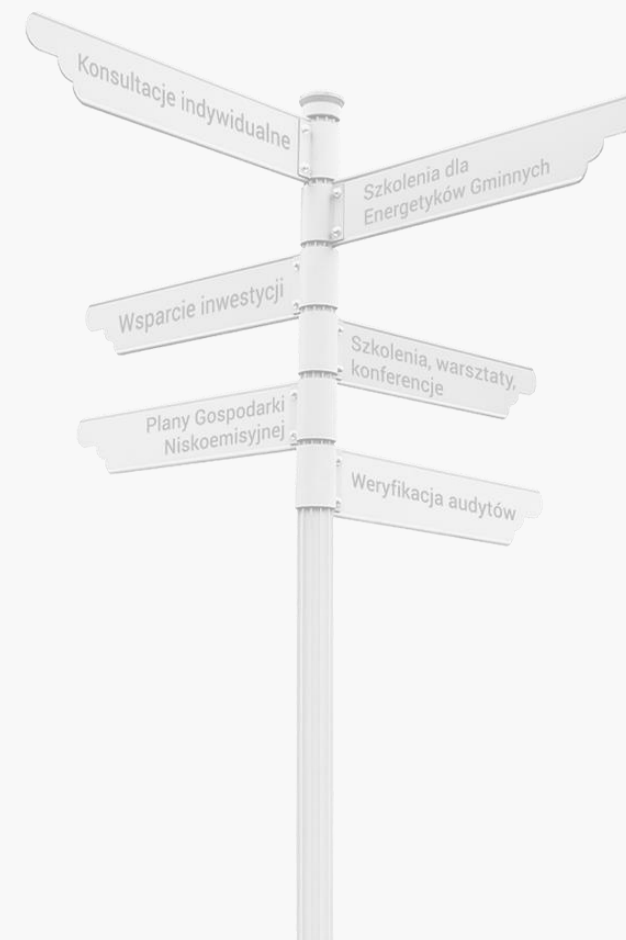 Konsultacje indywidualne
Szkolenia dla
Energetyków Gminnych
Wsparcie inwestycji
Szkolenia, warsztaty,
konferencje
Plany Gospodarki
Niskoemisyjnej
Weryfikacja audytów